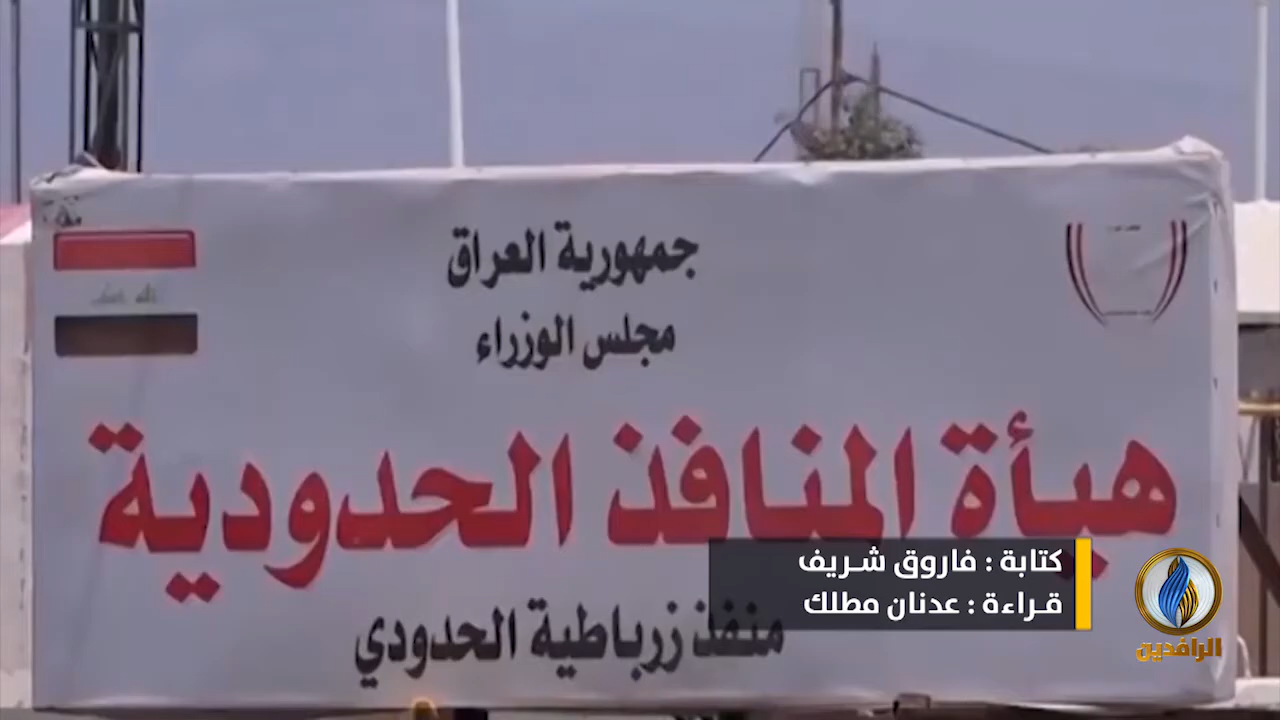 جمهورية العراق
مجلس الوزراء
هيأة المنافذ الحدودية
منفذ زرباطية الحدودي
كتابة : فاروق شريف
قراءة : عدنان مطلك
الرافدين